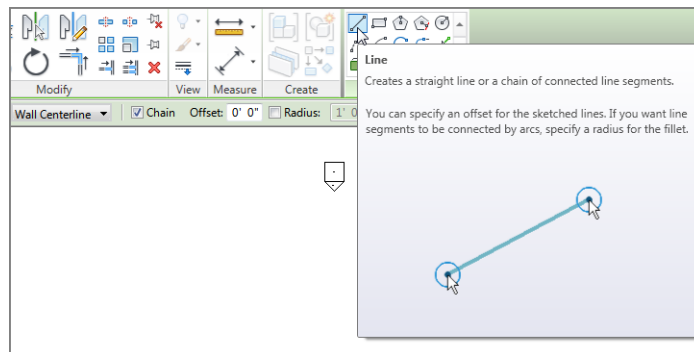 Modify
View
Measure
Create
Wall Centerline
Chain
Offset:
0' 0"
Radius:
1' 0
Line
Creates a straight line or a chain of connected line segments.
You can specify an offset for the sketched lines. If you want line
segments to be connected by arcs, specify a radius for the fillet.